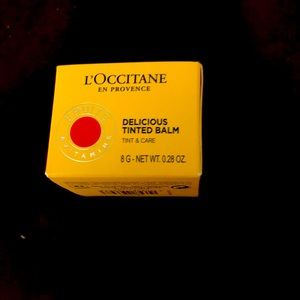 L'OCCITANE
EN PROVENCE
DELICIOUS
TINTED BALM
TINT & CARE
8 G - NET WT. 0.28 OZ.